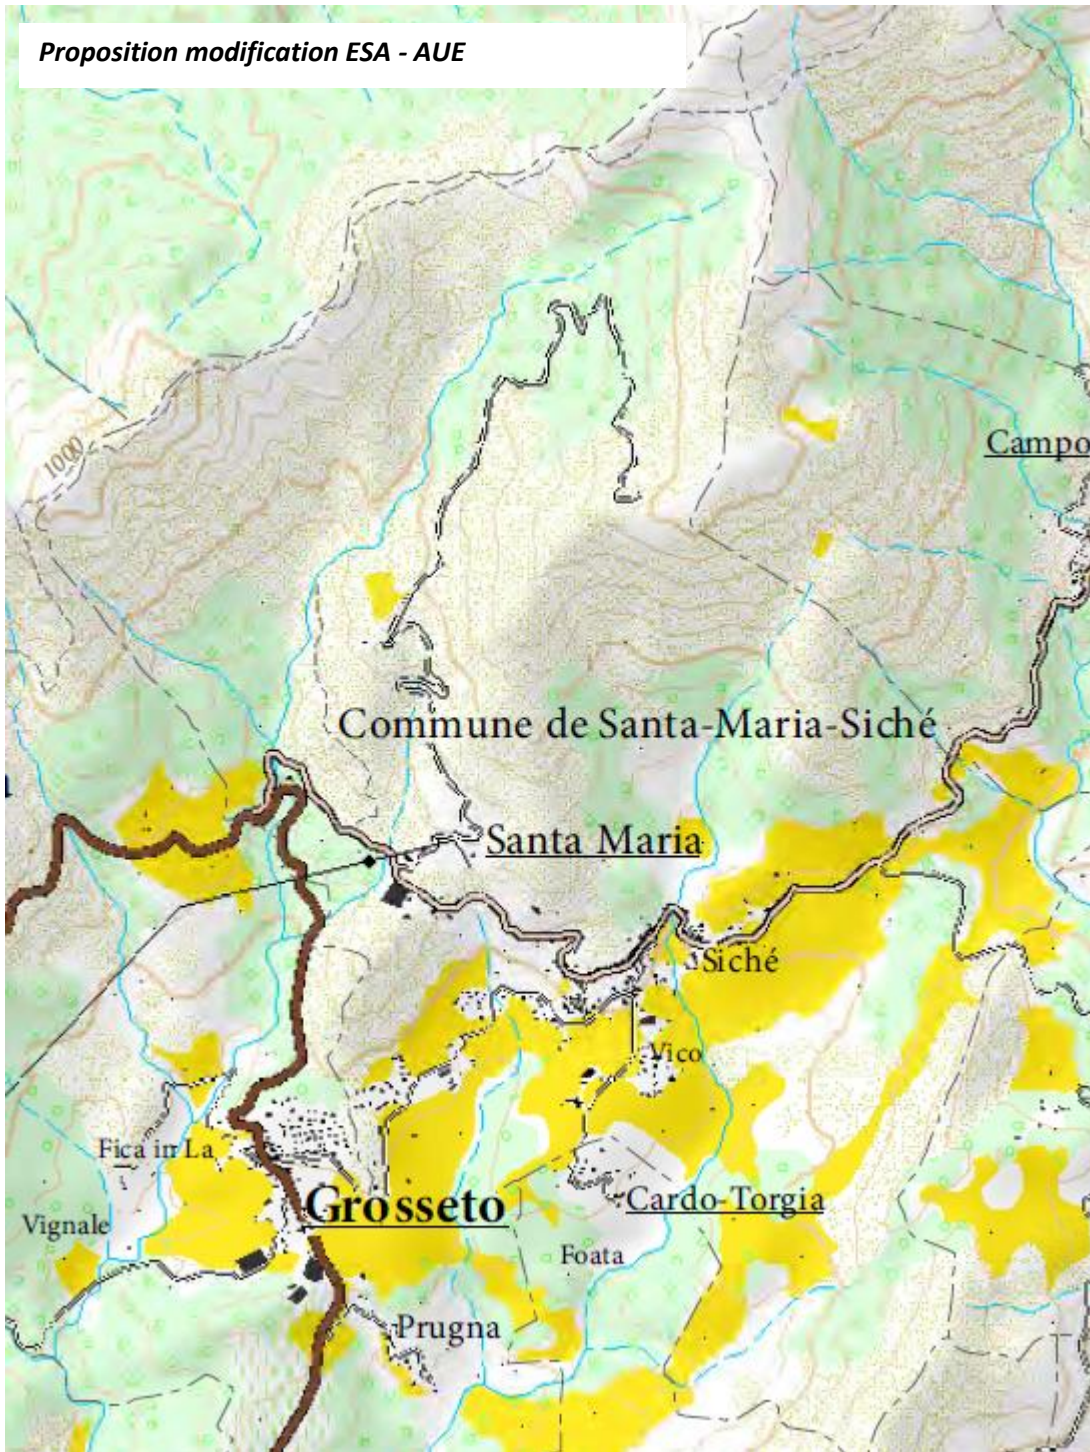 Proposition modification ESA - AUE
1000
Campo
Commune de Santa-Maria-Siché
Santa Maria
Siché
Vico
Fica in La
Grosseto
Cardo-Torgia
Vignale
Foata
Prugna